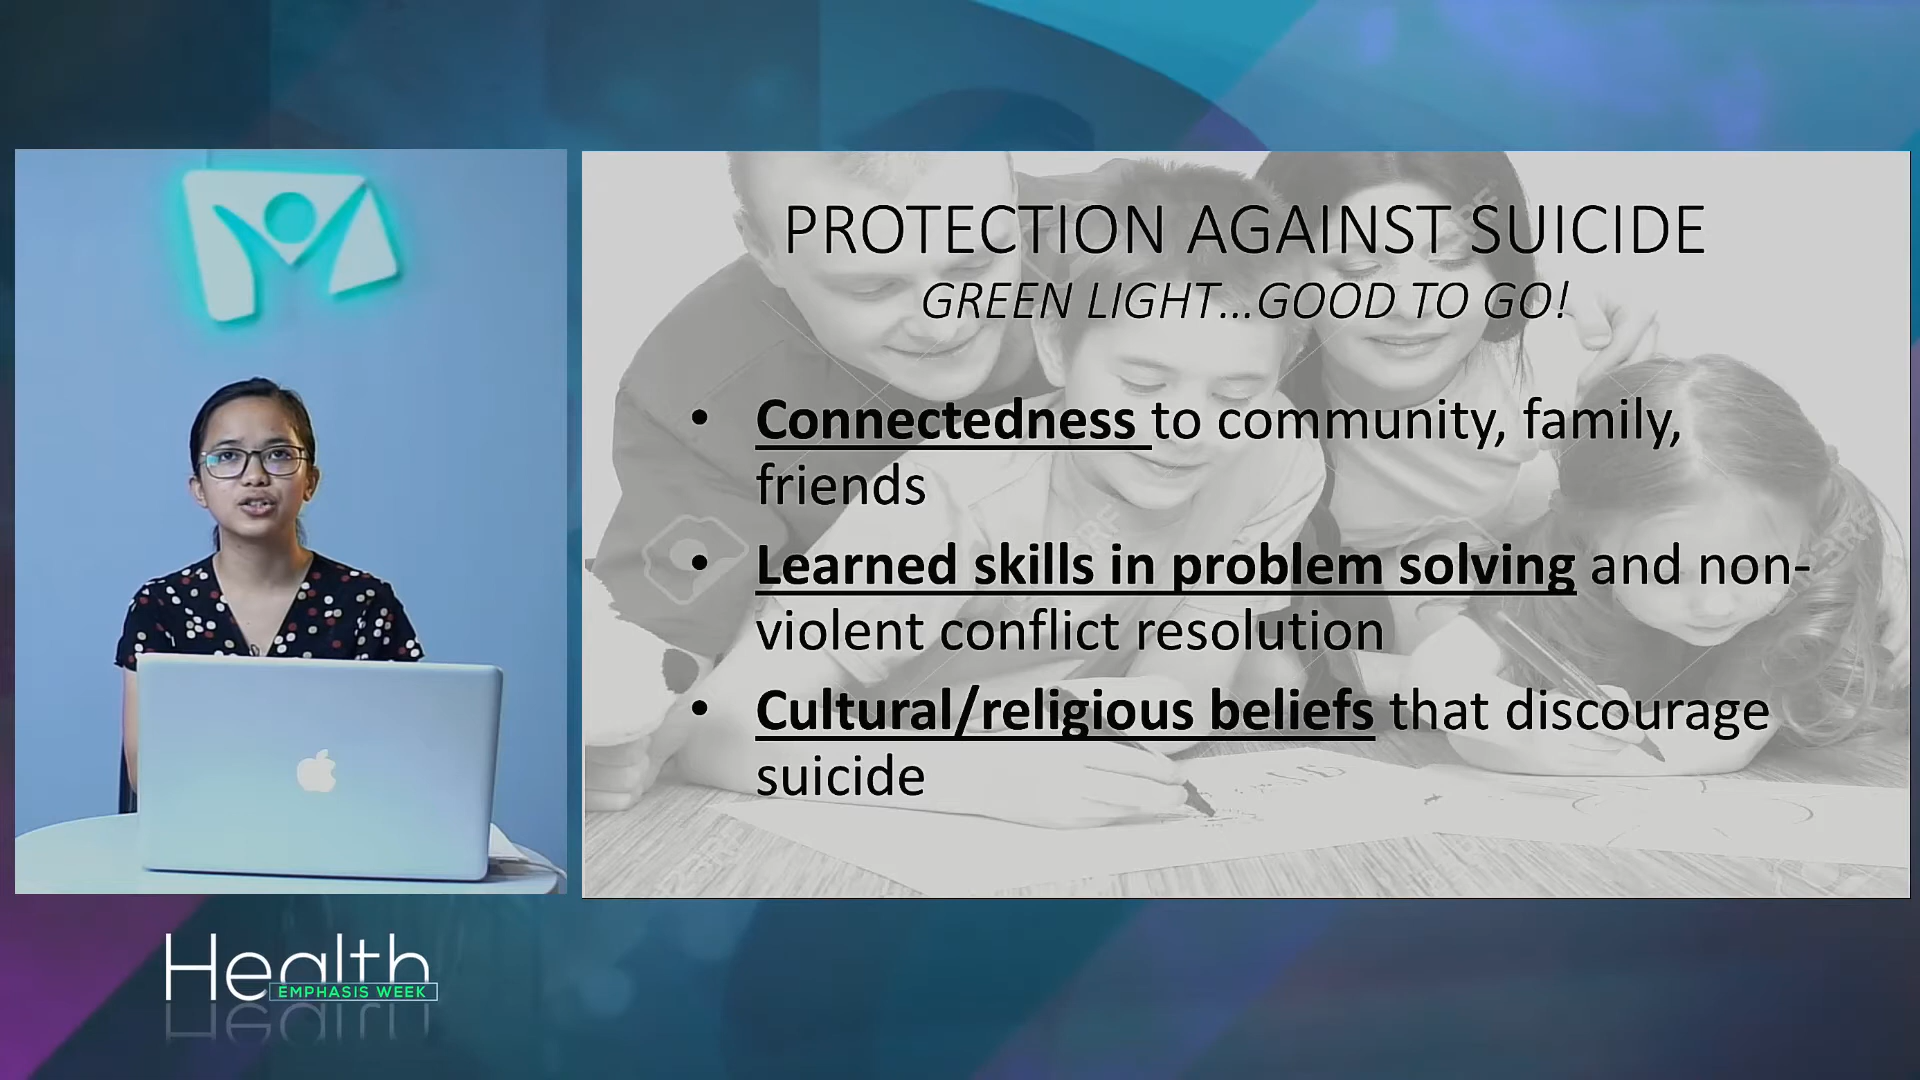 PROTECTION AGAINST SUICIDE
GREEN LIGHT...GOOD TO GO!
• Connectedness to community, family,
friends
• Learned skills in problem solving and non-
violent conflict resolution
• Cultural/religious beliefs that discourage
suicide
Health
EMPHASIS WEEK